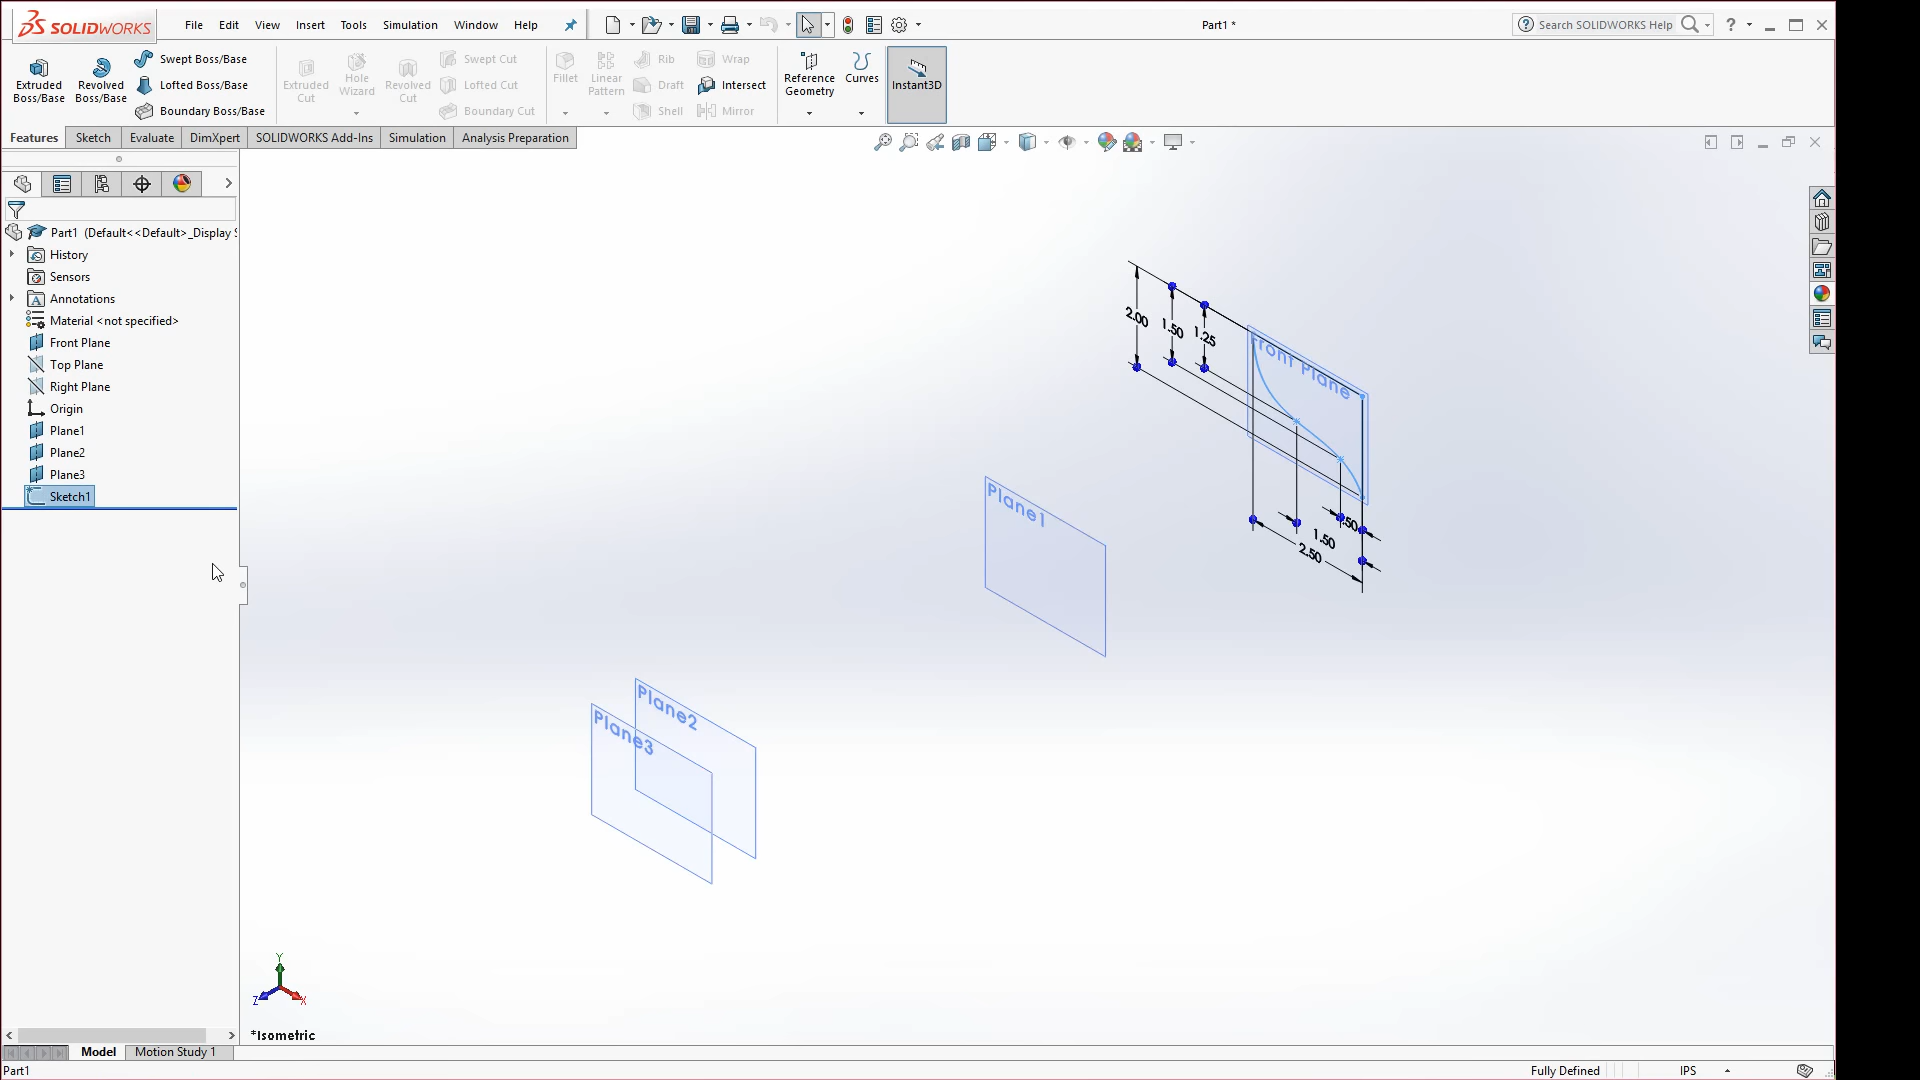 SOLIDWORKS File Edit View Insert Tools Simulation Window Help Part1 * Search SOLIDWORKS Help ?
Extruded Boss/Base
Revolved Boss/Base
Swept Boss/Base
Lofted Boss/Base
Boundary Boss/Base
Extruded Cut
Hole Wizard
Revolved Cut
Swept Cut
Lofted Cut
Boundary Cut
Fillet
Linear Pattern
Rib
Draft
Shell
Wrap
Intersect
Mirror
Reference Geometry
Curves
Instant3D
Features Sketch Evaluate DimXpert SOLIDWORKS Add-Ins Simulation Analysis Preparation
Part1 (Default<<Default>_Display S
History
Sensors
Annotations
Material <not specified>
Front Plane
Top Plane
Right Plane
Origin
Plane1
Plane2
Plane3
Sketch1
2.00
1.50
1.25
Front Plane
.50
1.50
2.50
Plane1
Plane2
Plane3
Y
Z
X
*Isometric
Model Motion Study 1
Part1 Fully Defined IPS